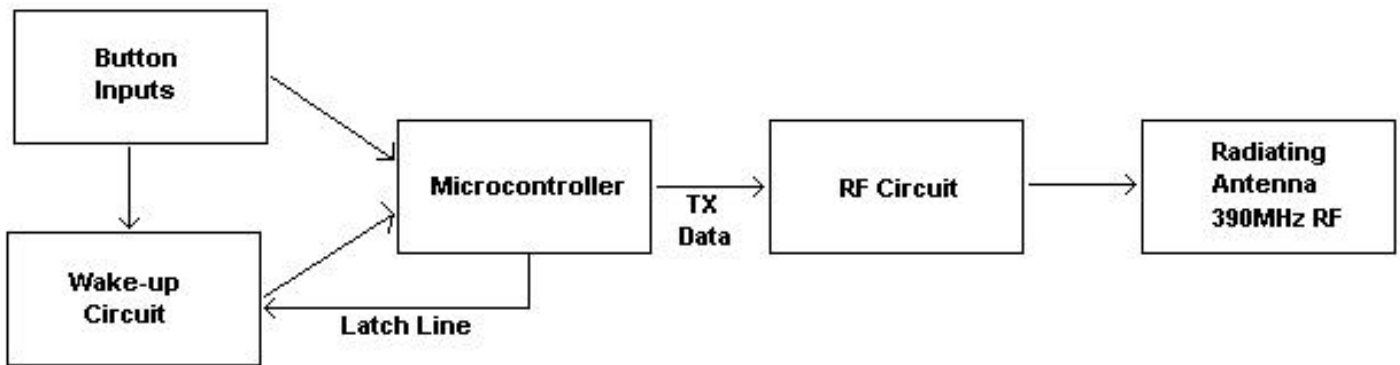 Button
Inputs
Microcontroller
TX
Data
RF Circuit
Radiating
Antenna
390MHz RF
Wake-up
Circuit
Latch Line